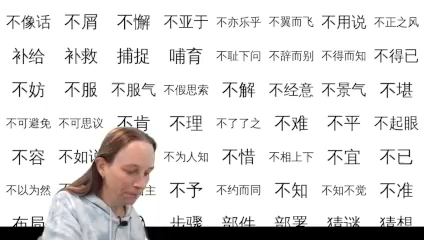 不像话 不屑 不懈 不亚于 不亦乐乎 不翼而飞 不用说 不正之风
补给 补救 捕捉 哺育 不耻下问 不辞而别 不得而知 不得已
不妨 不服 不服气 不假思索 不解 不经意 不景气 不堪
不可避免 不可思议 不肯 不理 不了了之 不难 不平 不起眼
不容 不如说 不为人知 不惜 不相上下 不宜 不已
不以为然 不予 不约而同 不知 不知不觉 不准
布局 步骤 部件 部署 猜谜 猜想